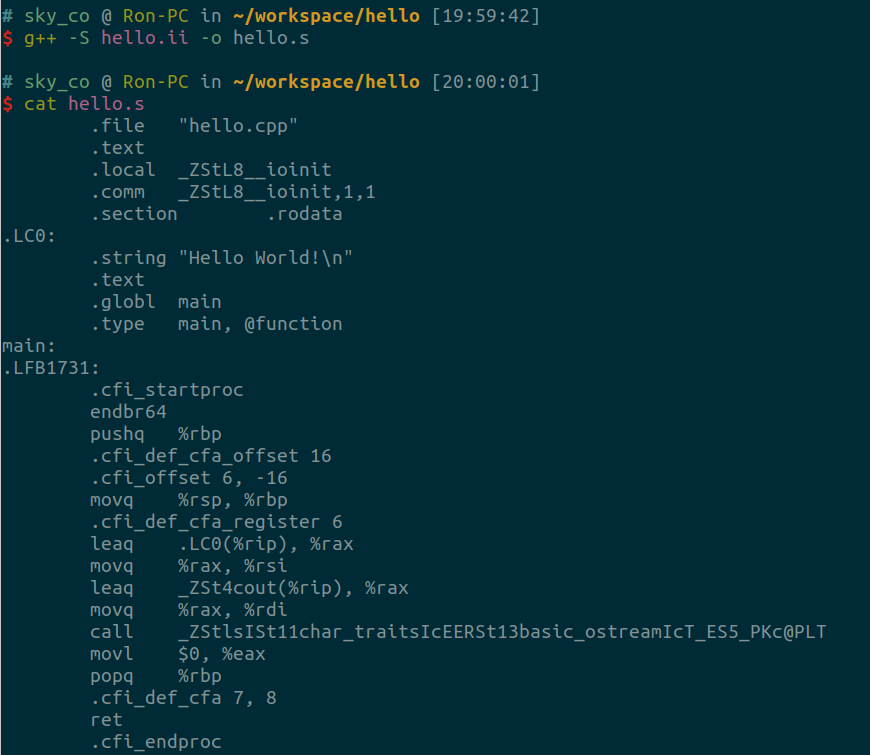 # sky_co @ Ron-PC in ~/workspace/hello [19:59:42]
$ g++ -S hello.ii -o hello.s

# sky_co @ Ron-PC in ~/workspace/hello [20:00:01]
$ cat hello.s
        .file   "hello.cpp"
        .text
        .local  _ZStL8__ioinit
        .comm   _ZStL8__ioinit,1,1
        .section        .rodata
.LC0:
        .string "Hello World!\n"
        .text
        .globl  main
        .type   main, @function
main:
.LFB1731:
        .cfi_startproc
        endbr64
        pushq   %rbp
        .cfi_def_cfa_offset 16
        .cfi_offset 6, -16
        movq    %rsp, %rbp
        .cfi_def_cfa_register 6
        leaq    .LC0(%rip), %rax
        movq    %rax, %rsi
        leaq    _ZSt4cout(%rip), %rax
        movq    %rax, %rdi
        call    _ZStlsISt11char_traitsIcEERSt13basic_ostreamIcT_ES5_PKc@PLT
        movl    $0, %eax
        popq    %rbp
        .cfi_def_cfa 7, 8
        ret
        .cfi_endproc